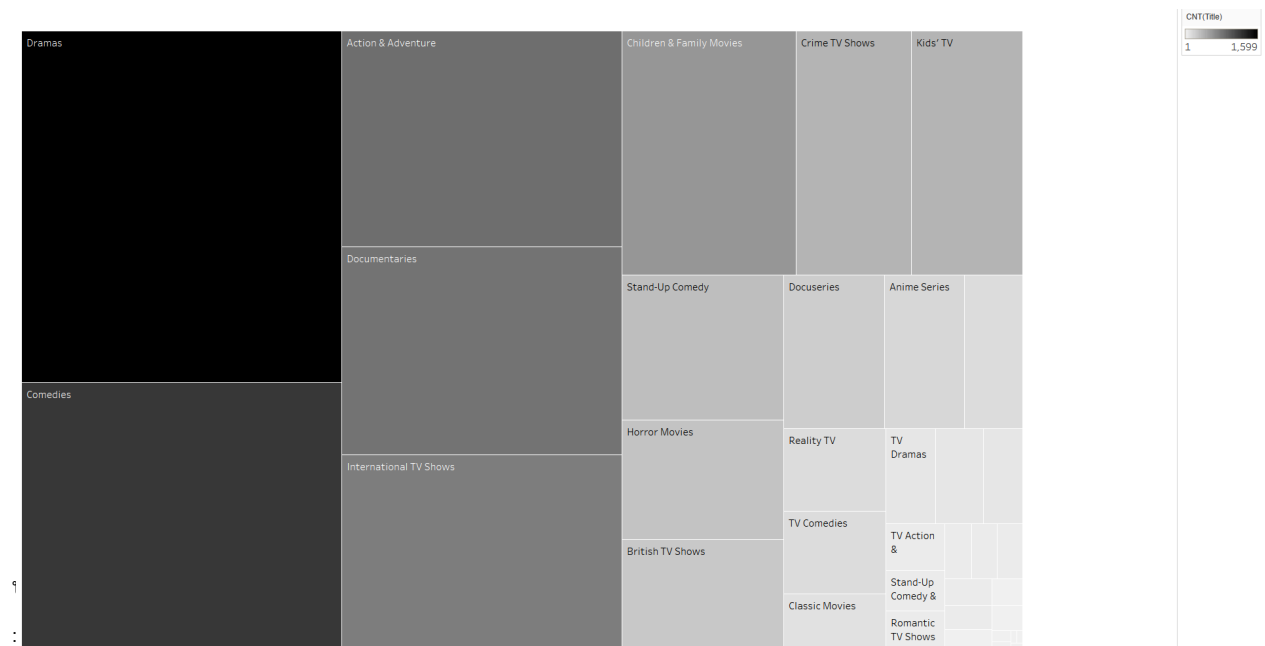 CNT(Title)
1 1,599
Dramas
Action & Adventure
Children & Family Movies
Crime TV Shows
Kids' TV
Documentaries
Stand-Up Comedy
Docuseries
Anime Series
Comedies
Horror Movies
Reality TV
TV
Dramas
International TV Shows
TV Comedies
TV Action
&
British TV Shows
Stand-Up
Comedy &
Classic Movies
Romantic
TV Shows
¶
: